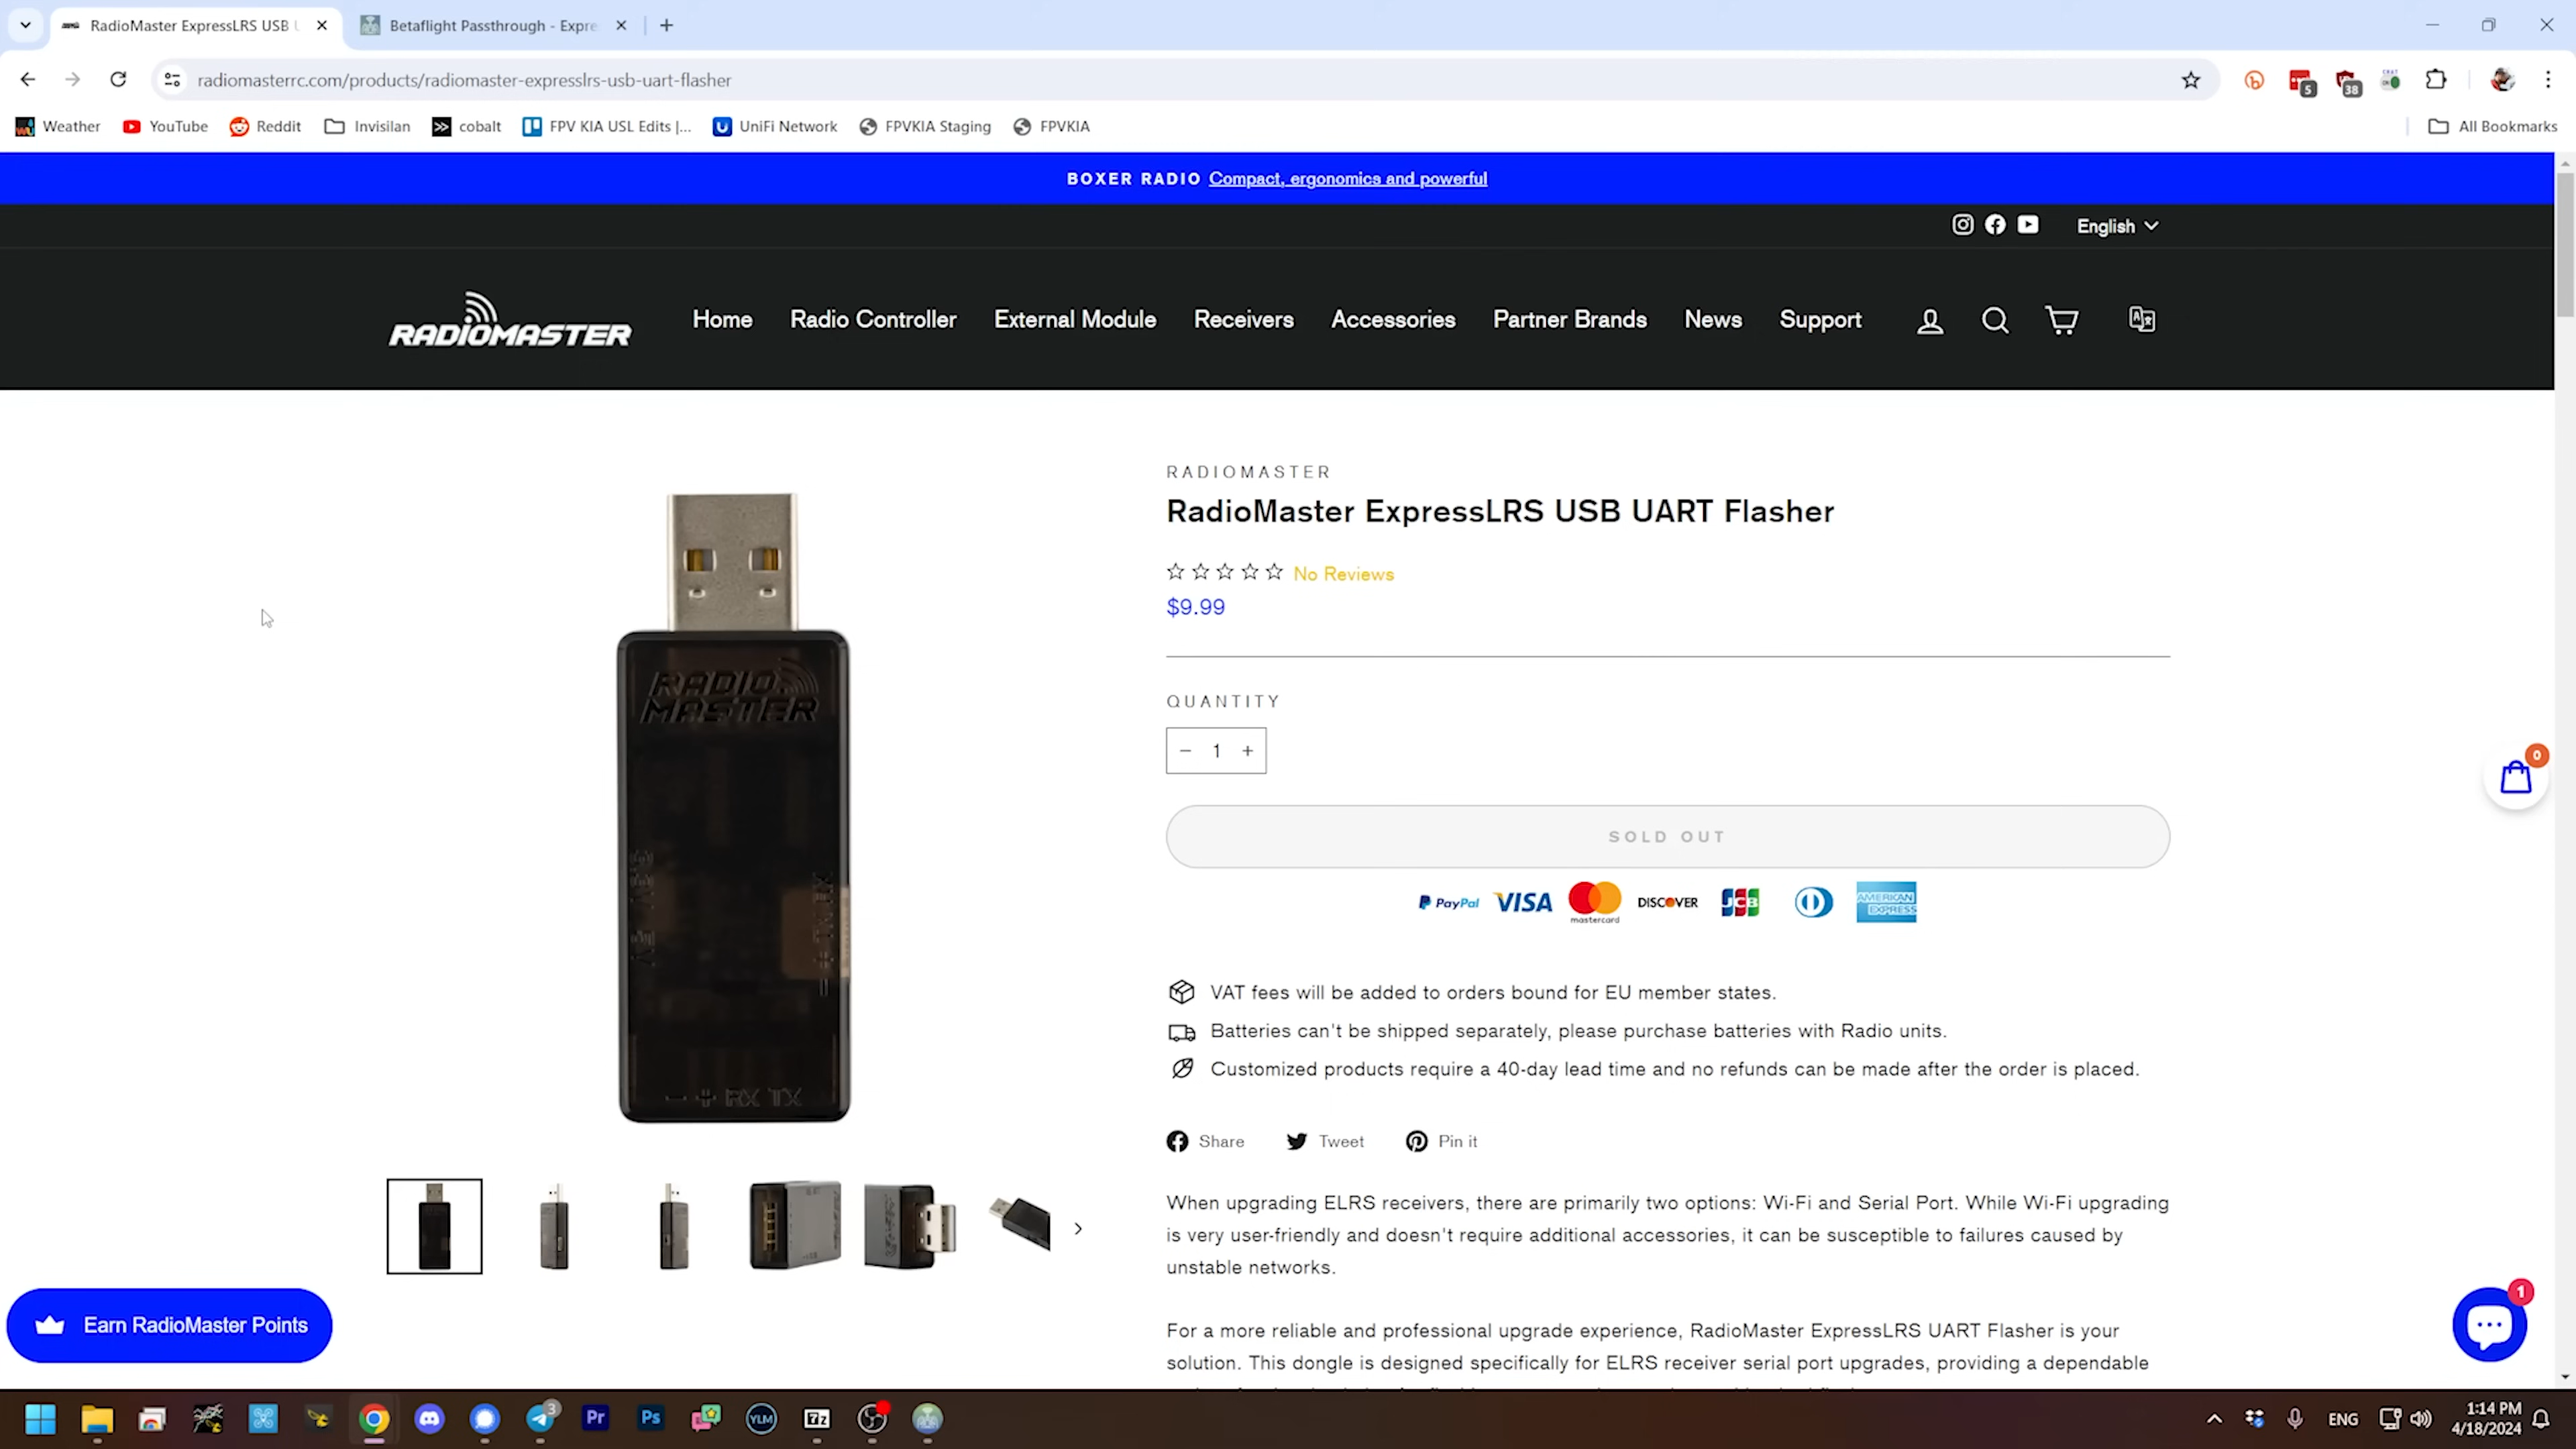 RadioMaster ExpressLRS USB U
Betaflight Passthrough - Expre
radiomasterrc.com/products/radiomaster-expresslrs-usb-uart-flasher
5
38
Weather
YouTube
Reddit
Invisilan
cobalt
FPV KIA USL Edits |...
UniFi Network
FPVKIA Staging
FPVKIA
All Bookmarks
BOXER RADIO Compact, ergonomics and powerful
English
RADIOMASTER
Home
Radio Controller
External Module
Receivers
Accessories
Partner Brands
News
Support
RADIOMASTER
RadioMaster ExpressLRS USB UART Flasher
No Reviews
$9.99
QUANTITY
− 1 +
SOLD OUT
PayPal
VISA
mastercard
DISCOVER
JCB
AMERICAN EXPRESS
0
RADIO MASTER
− + RX TX
VAT fees will be added to orders bound for EU member states.
Batteries can't be shipped separately, please purchase batteries with Radio units.
Customized products require a 40-day lead time and no refunds can be made after the order is placed.
Share
Tweet
Pin it
When upgrading ELRS receivers, there are primarily two options: Wi-Fi and Serial Port. While Wi-Fi upgrading
is very user-friendly and doesn't require additional accessories, it can be susceptible to failures caused by
unstable networks.
For a more reliable and professional upgrade experience, RadioMaster ExpressLRS UART Flasher is your
solution. This dongle is designed specifically for ELRS receiver serial port upgrades, providing a dependable
Earn RadioMaster Points
1
3
Pr
Ps
YLM
7z
ENG
1:14 PM
4/18/2024